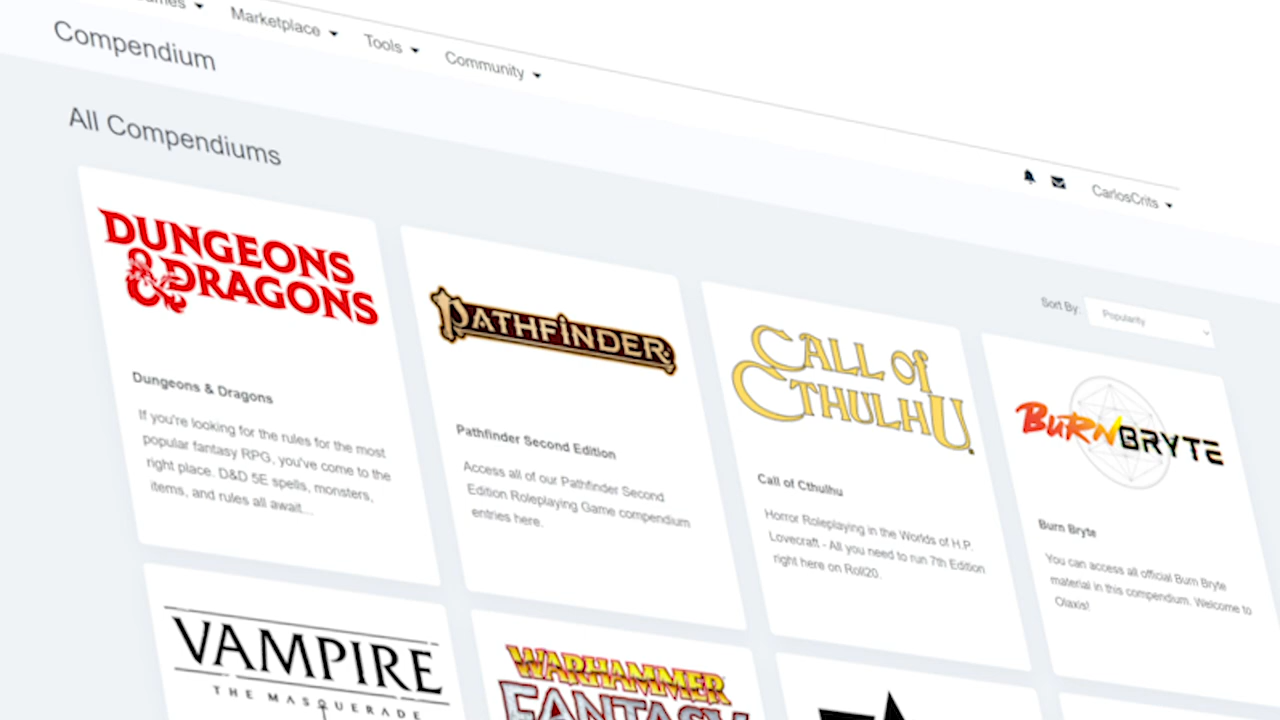 Marketplace
Tools
Community
Compendium
CarlosCrits
All Compendiums
Sort By:
Popularity
DUNGEONS
& DRAGONS
Dungeons & Dragons
If you're looking for the rules for the most
popular fantasy RPG, you've come to the
right place. D&D 5E spells, monsters,
items, and rules all await...
PATHFINDER
Pathfinder Second Edition
Access all of our Pathfinder Second
Edition Roleplaying Game compendium
entries here.
CALL of
CTHULHU
Call of Cthulhu
Horror Roleplaying in the Worlds of H.P.
Lovecraft - All you need to run 7th Edition
right here on Roll20.
BURNBRYTE
Burn Bryte
You can access all official Burn Bryte
material in this compendium. Welcome to
Olaxis!
VAMPIRE
THE MASQUERADE
WARHAMMER
FANTASY